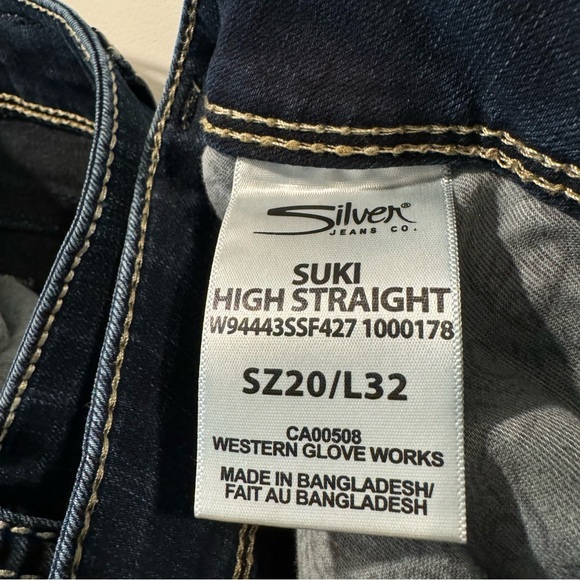 Silver®
JEANS CO.
SUKI
HIGH STRAIGHT
W94443SSF427 1000178
SZ20/L32
CA00508
WESTERN GLOVE WORKS
MADE IN BANGLADESH/
FAIT AU BANGLADESH